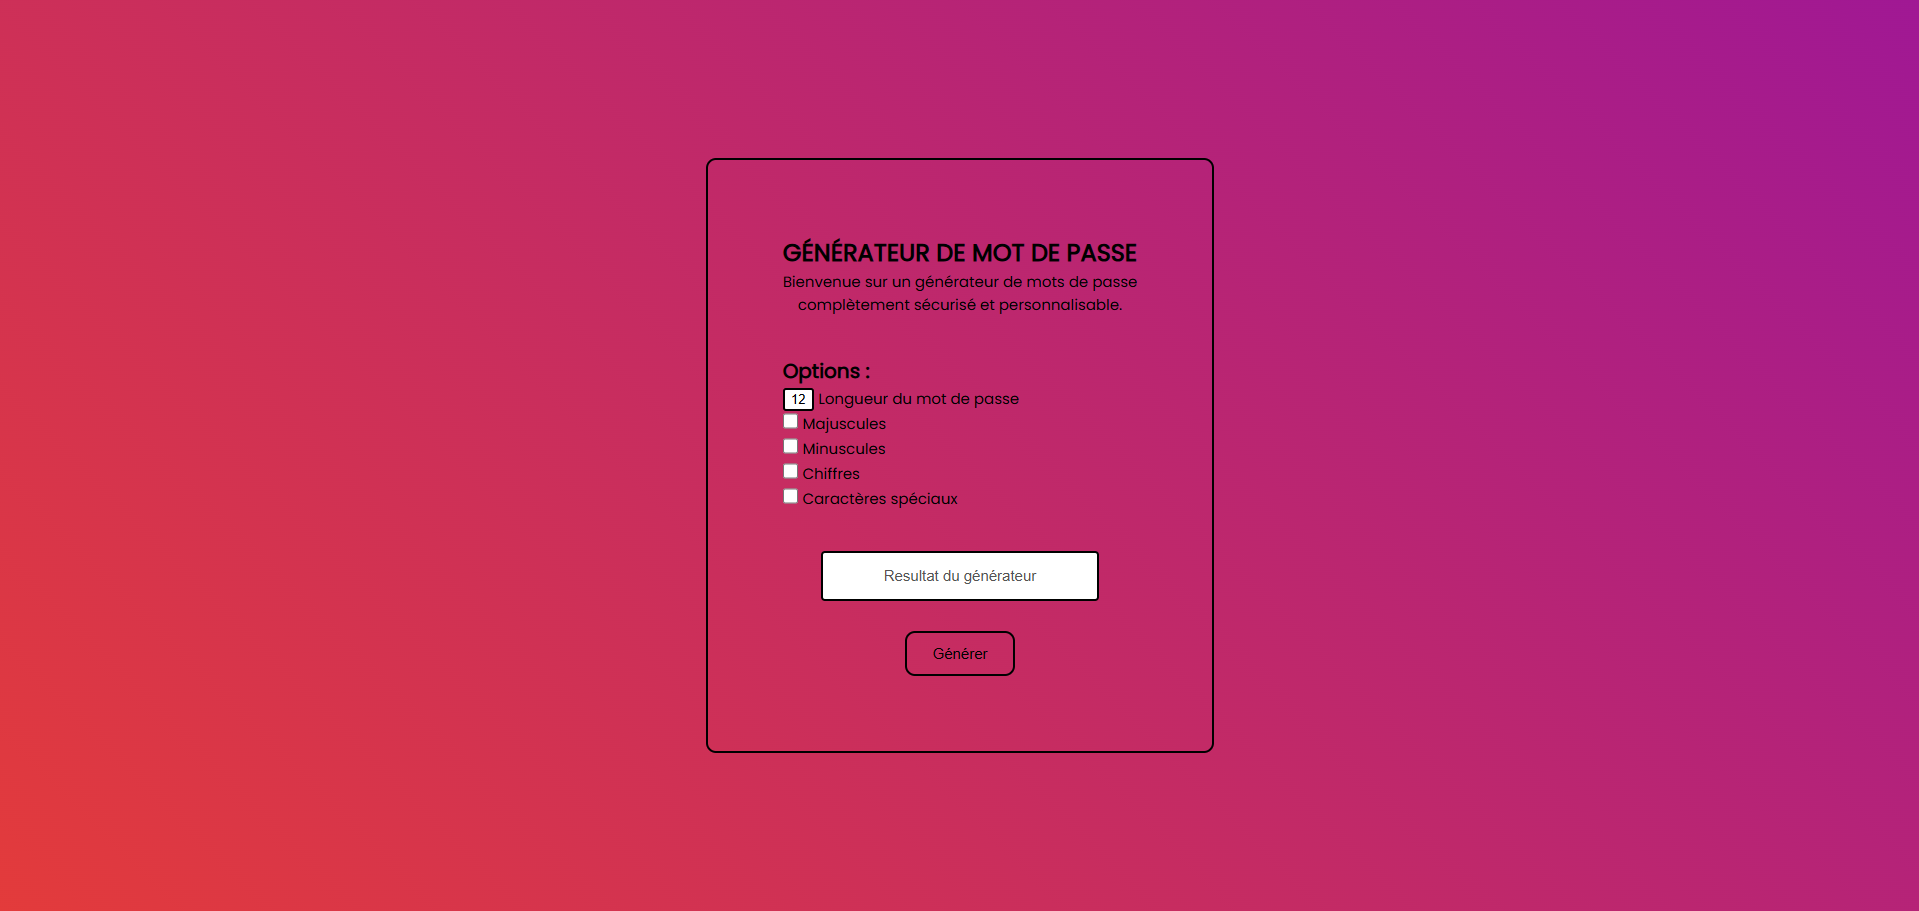 GÉNÉRATEUR DE MOT DE PASSE
Bienvenue sur un générateur de mots de passe
complètement sécurisé et personnalisable.
Options :
12 Longueur du mot de passe
Majuscules
Minuscules
Chiffres
Caractères spéciaux
Resultat du générateur
Générer